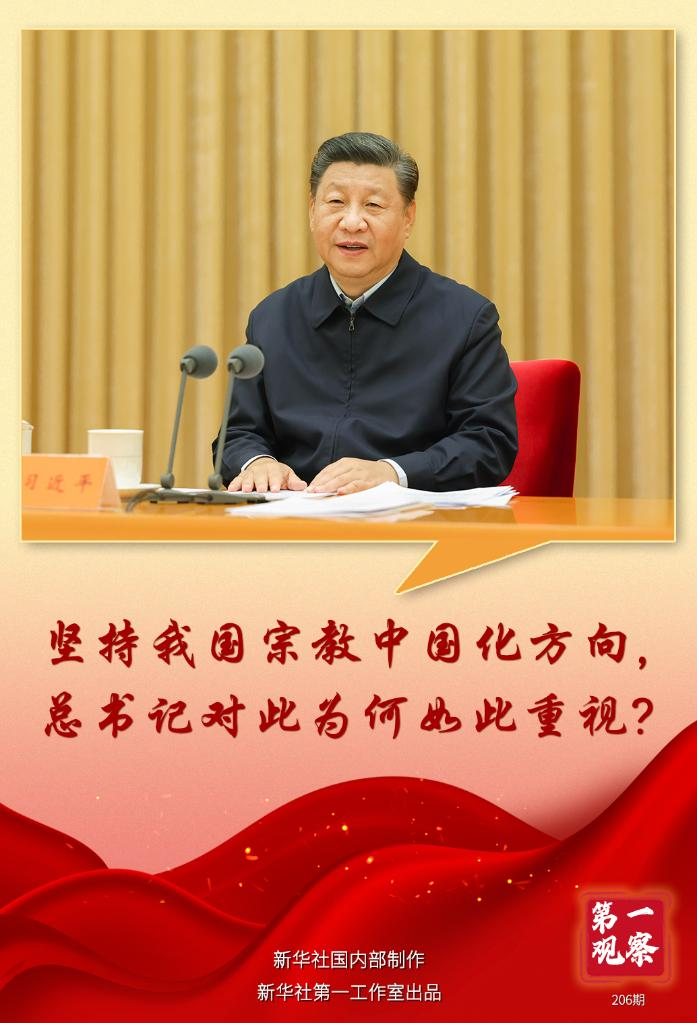 习近平
坚持我国宗教中国化方向，
总书记对此为何如此重视？
第一
观察
新华社国内部制作
新华社第一工作室出品
206期